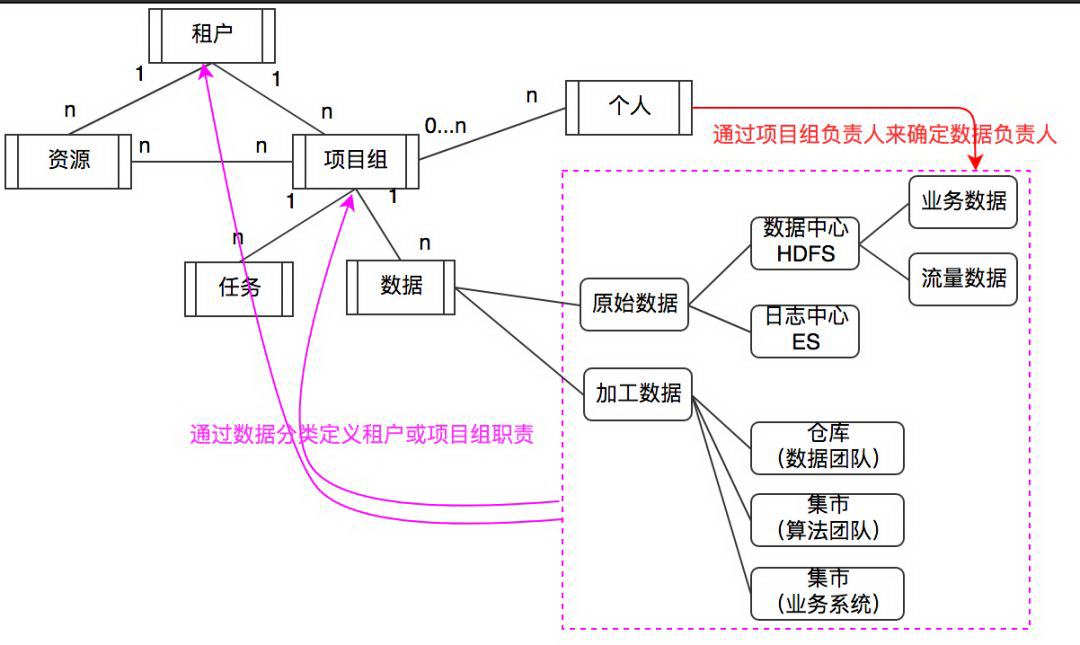 租户
1
1
n
n
资源
n
n
项目组
0...n
n
个人
通过项目组负责人来确定数据负责人
1
1
n
n
任务
数据
原始数据
数据中心
HDFS
业务数据
流量数据
日志中心
ES
加工数据
仓库
（数据团队）
集市
（算法团队）
集市
（业务系统）
通过数据分类定义租户或项目组职责